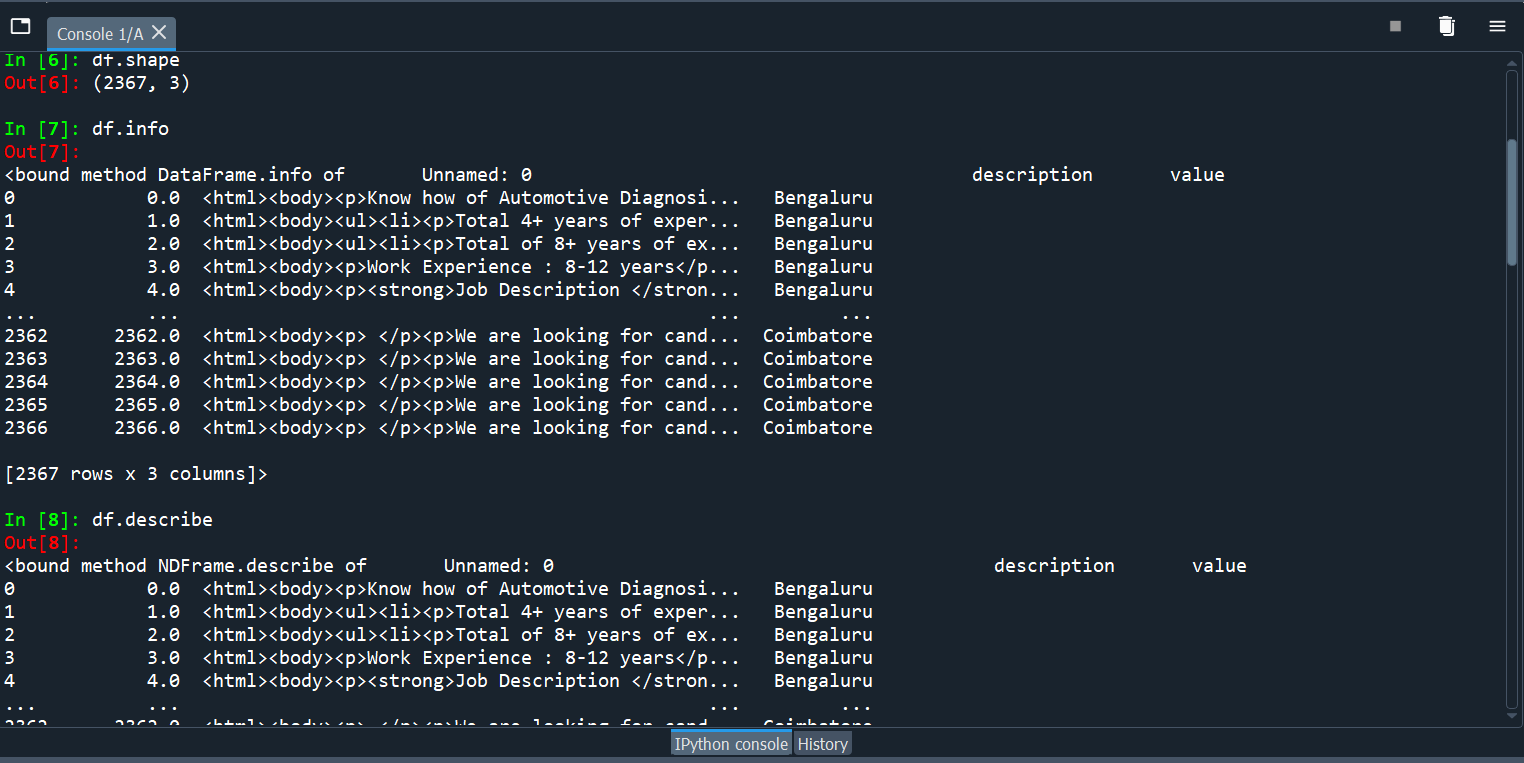 Console 1/A
In [6]: df.shape
Out[6]: (2367, 3)
In [7]: df.info
Out[7]:
<bound method DataFrame.info of       Unnamed: 0                                        description       value
0            0.0  <html><body><p>Know how of Automotive Diagnosi...   Bengaluru
1            1.0  <html><body><ul><li><p>Total 4+ years of exper...   Bengaluru
2            2.0  <html><body><ul><li><p>Total of 8+ years of ex...   Bengaluru
3            3.0  <html><body><p>Work Experience : 8-12 years</p...   Bengaluru
4            4.0  <html><body><p><strong>Job Description </stron...   Bengaluru
...          ...                                                ...         ...
2362      2362.0  <html><body><p> </p><p>We are looking for cand...  Coimbatore
2363      2363.0  <html><body><p> </p><p>We are looking for cand...  Coimbatore
2364      2364.0  <html><body><p> </p><p>We are looking for cand...  Coimbatore
2365      2365.0  <html><body><p> </p><p>We are looking for cand...  Coimbatore
2366      2366.0  <html><body><p> </p><p>We are looking for cand...  Coimbatore
[2367 rows x 3 columns]>
In [8]: df.describe
Out[8]:
<bound method NDFrame.describe of       Unnamed: 0                                        description       value
0            0.0  <html><body><p>Know how of Automotive Diagnosi...   Bengaluru
1            1.0  <html><body><ul><li><p>Total 4+ years of exper...   Bengaluru
2            2.0  <html><body><ul><li><p>Total of 8+ years of ex...   Bengaluru
3            3.0  <html><body><p>Work Experience : 8-12 years</p...   Bengaluru
4            4.0  <html><body><p><strong>Job Description </stron...   Bengaluru
...          ...                                                ...         ...
2362      2362.0  <html><body><p> </p><p>We are looking for cand...  Coimbatore
IPython console
History